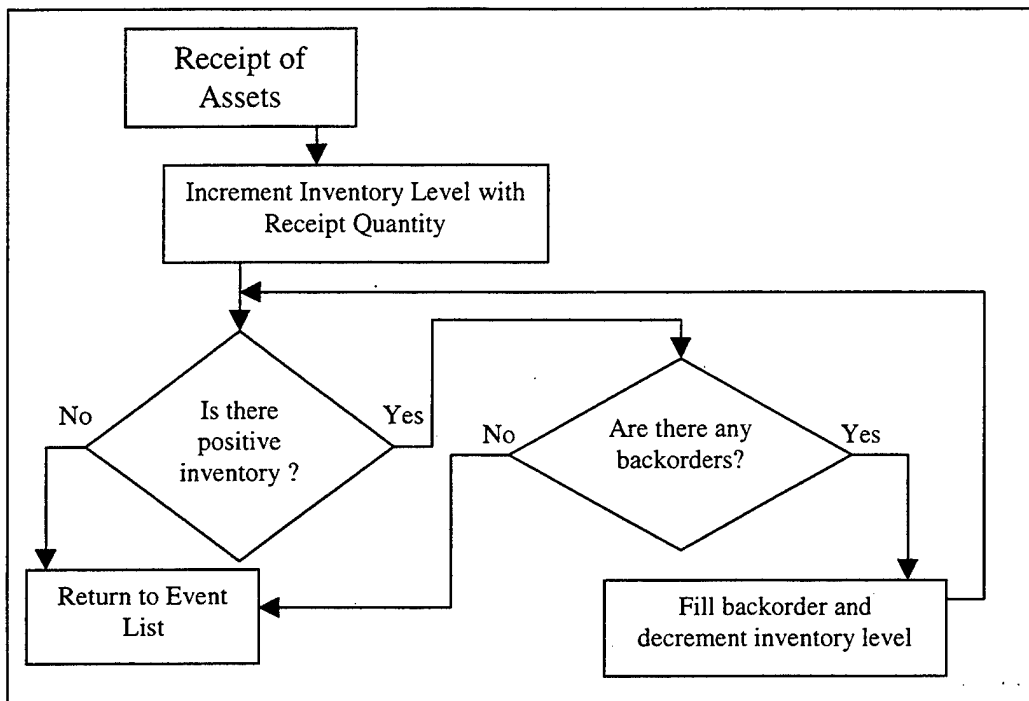 Receipt of
Assets
Increment Inventory Level with
Receipt Quantity
No
Is there
positive
inventory ?
Yes
No
Are there any
backorders?
Yes
Return to Event
List
Fill backorder and
decrement inventory level